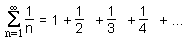 ∞∑n=1 1/n = 1 + 1/2 + 1/3 + 1/4 + ...